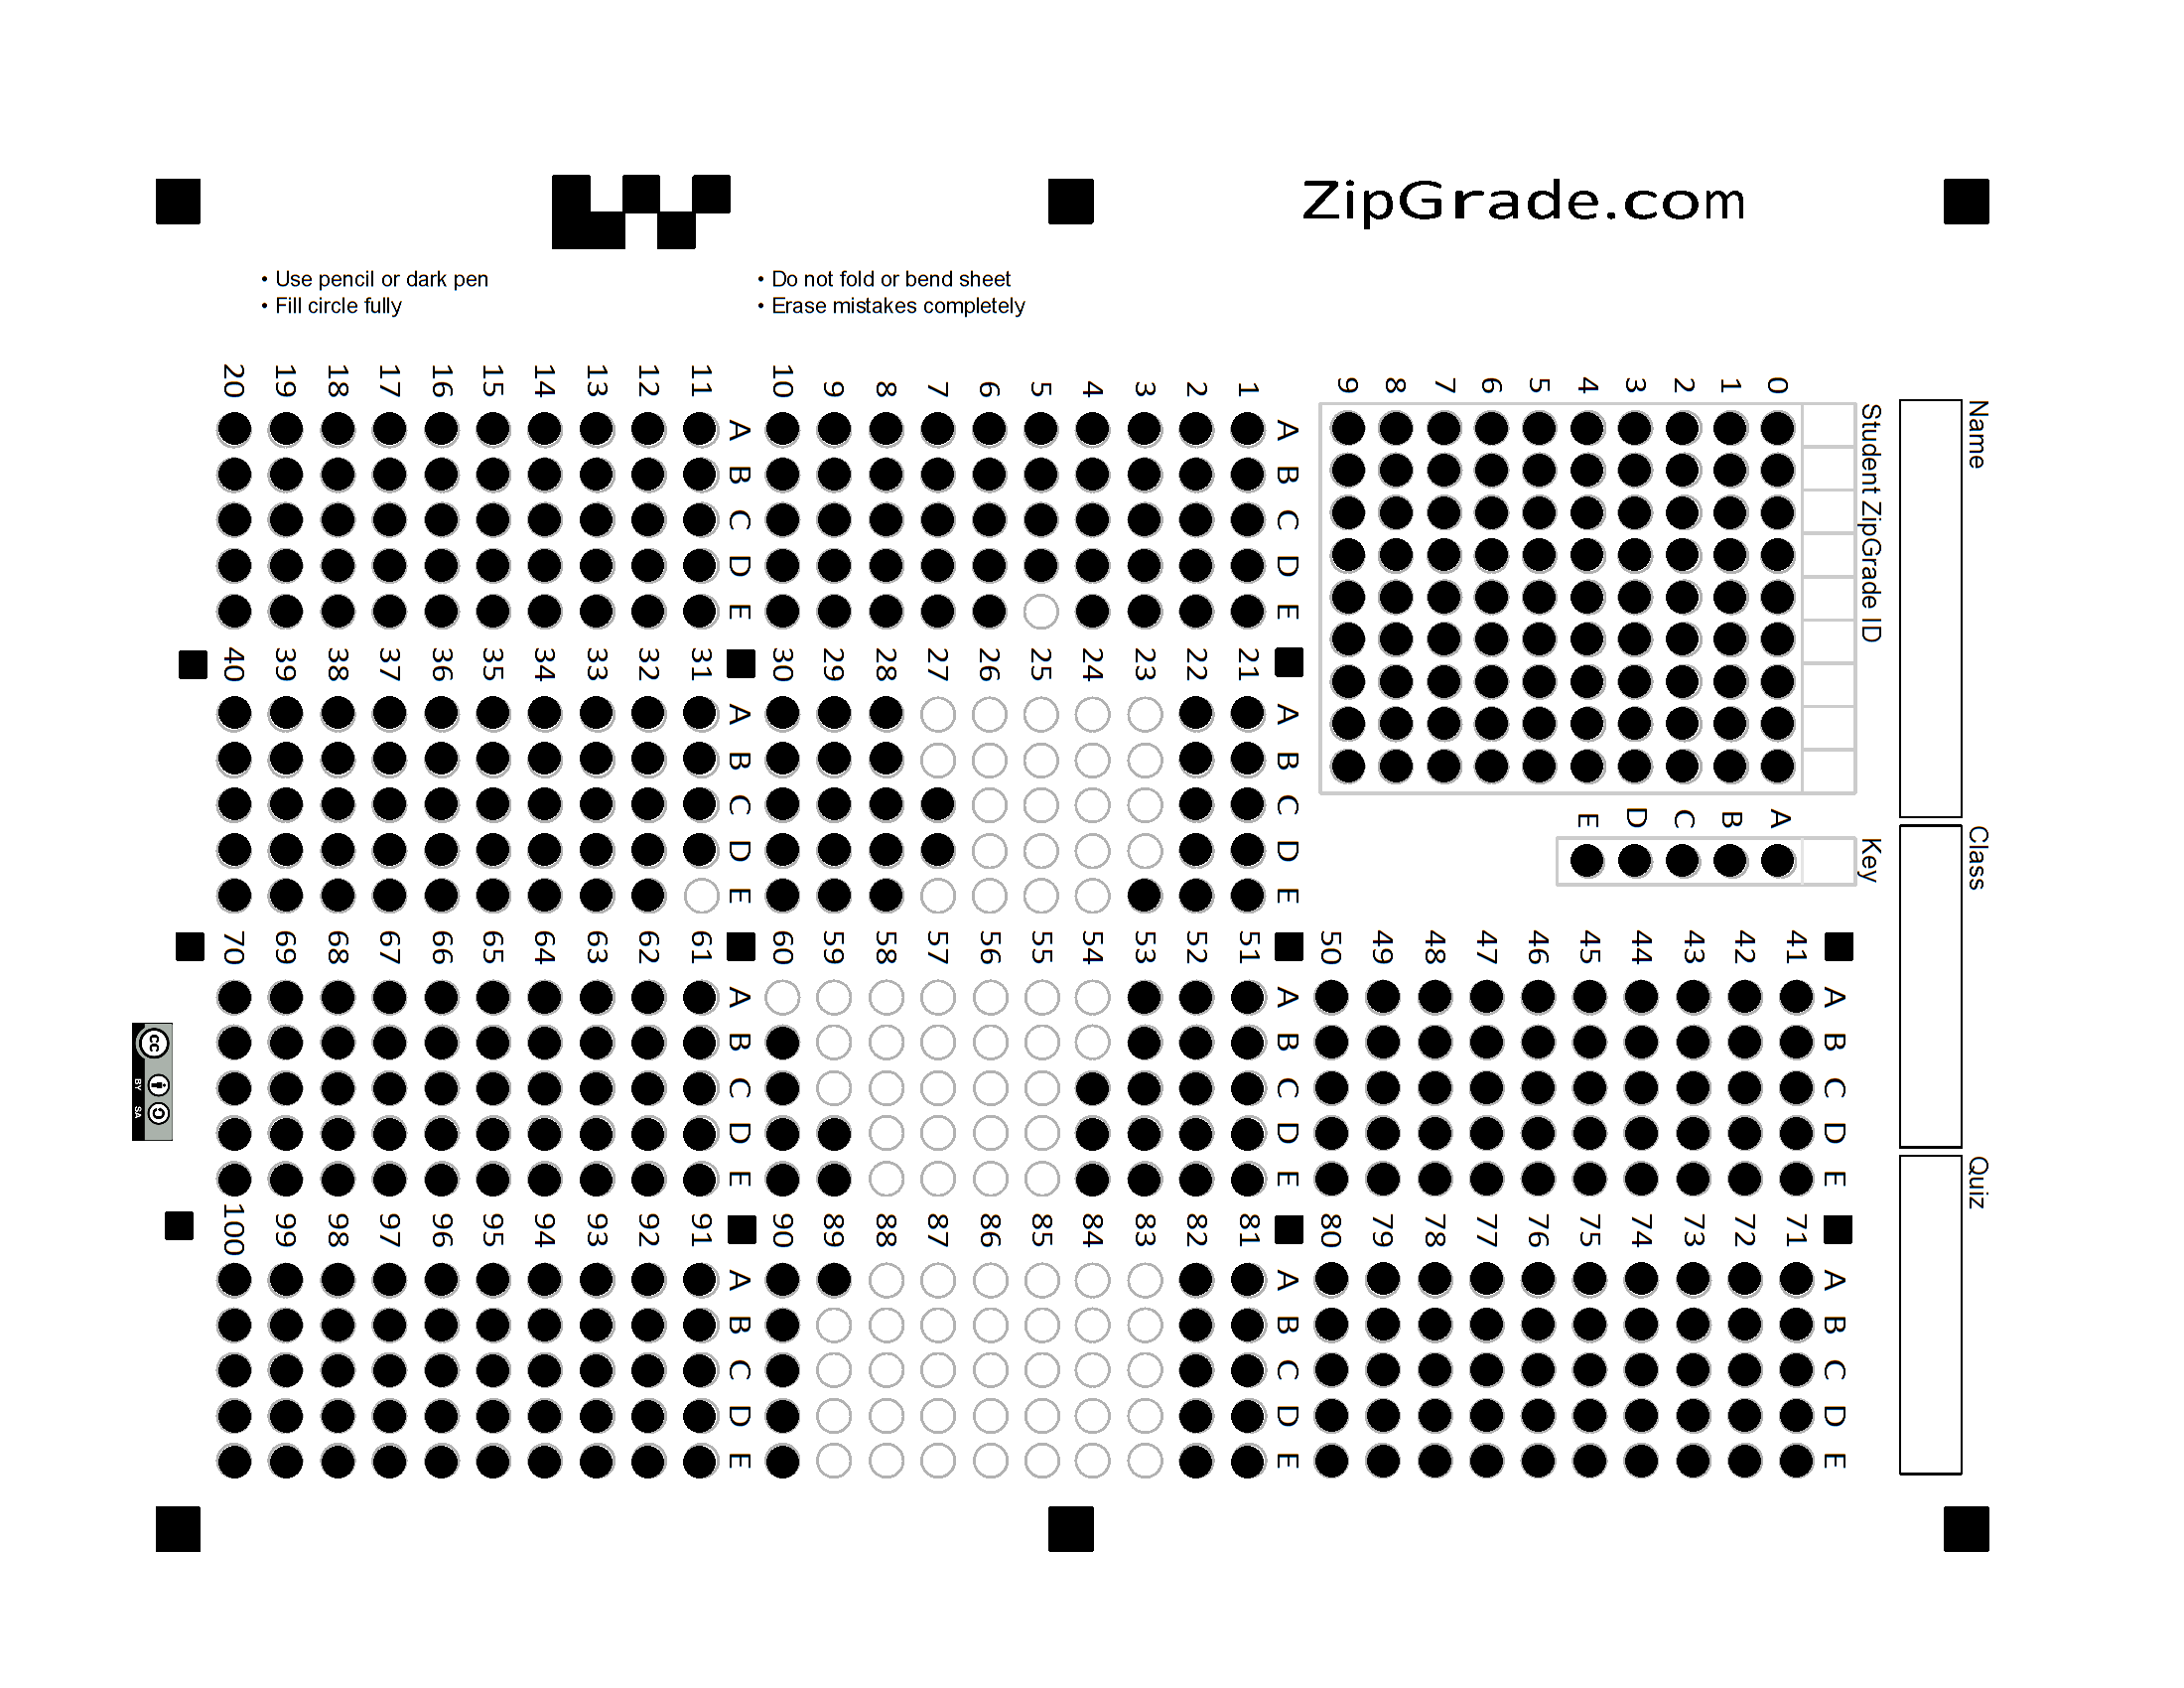 ZipGrade.com
• Use pencil or dark pen
• Fill circle fully
• Do not fold or bend sheet
• Erase mistakes completely
Name
Class
Quiz
Student ZipGrade ID
0 1 2 3 4 5 6 7 8 9
Key
A B C D E
20 19 18 17 16 15 14 13 12 11
A B C D E
10 9 8 7 6 5 4 3 2 1
A B C D E
40 39 38 37 36 35 34 33 32 31
A B C D E
30 29 28 27 26 25 24 23 22 21
A B C D E
70 69 68 67 66 65 64 63 62 61
A B C D E
60 59 58 57 56 55 54 53 52 51
A B C D E
50 49 48 47 46 45 44 43 42 41
A B C D E
100 99 98 97 96 95 94 93 92 91
A B C D E
90 89 88 87 86 85 84 83 82 81
A B C D E
80 79 78 77 76 75 74 73 72 71
A B C D E
cc BY SA